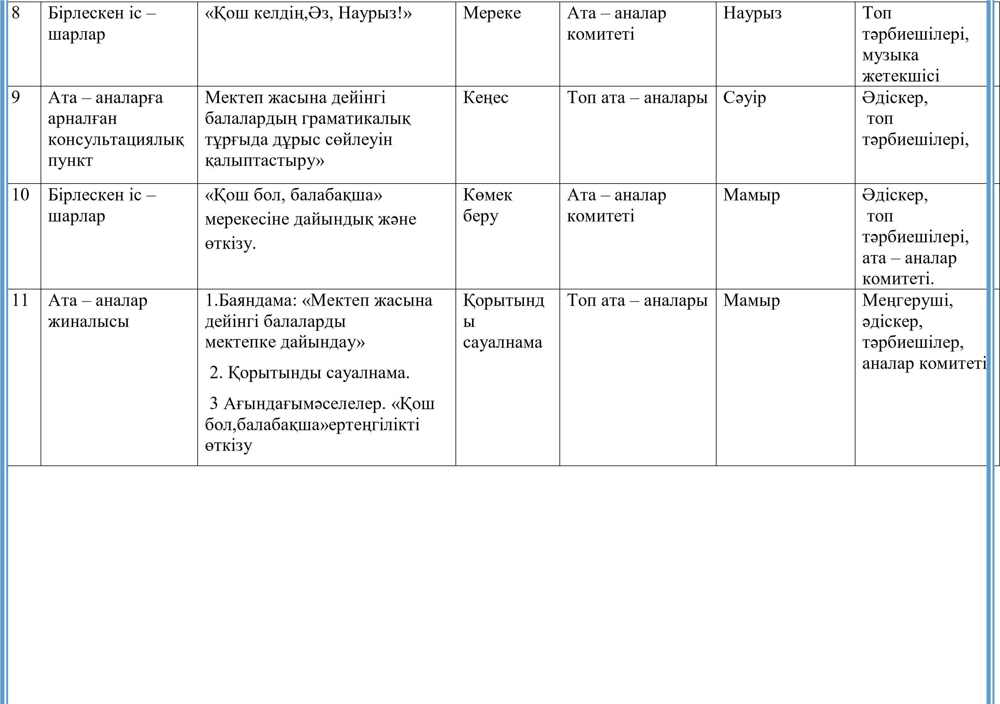 8
Бірлескен іс –
шарлар
«Қош келдің,Әз, Наурыз!»
Мереке
Ата – аналар
комитеті
Наурыз
Топ
тәрбиешілері,
музыка
жетекшісі
9
Ата – аналарға
арналған
консультациялық
пункт
Мектеп жасына дейінгі
балалардың граматикалық
тұрғыда дұрыс сөйлеуін
қалыптастыру»
Кеңес
Топ ата – аналары
Сәуір
Әдіскер,
топ
тәрбиешілері,
10
Бірлескен іс –
шарлар
«Қош бол, балабақша»
мерекесіне дайындық және
өткізу.
Көмек
беру
Ата – аналар
комитеті
Мамыр
Әдіскер,
топ
тәрбиешілері,
ата – аналар
комитеті.
11
Ата – аналар
жиналысы
1.Баяндама: «Мектеп жасына
дейінгі балаларды
мектепке дайындау»
2. Қорытынды сауалнама.
3 Ағындағымәселелер. «Қош
бол,балабақша»ертеңгілікті
өткізу
Қорытынд
ы
сауалнама
Топ ата – аналары
Мамыр
Меңгеруші,
әдіскер,
тәрбиешілер,
аналар комитеті